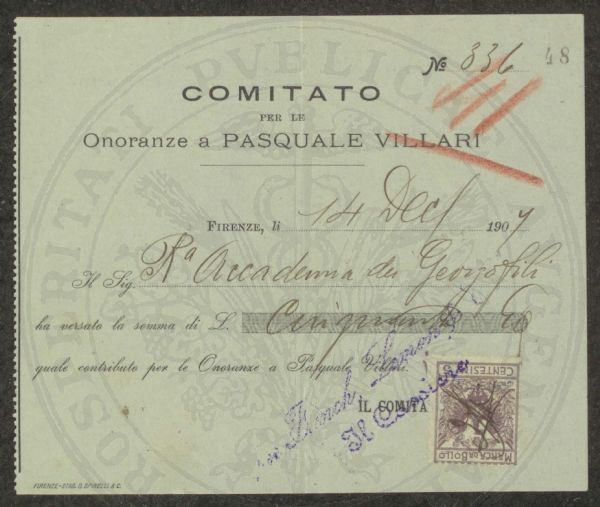 No 336 48
COMITATO
PER LE
Onoranze a PASQUALE VILLARI
FIRENZE, li 14 Dec 1907
Il Sig. Rª Accademia dei Georgofili
ha versato la somma di L. Cinquanta
quale contributo per le Onoranze a Pasquale Villari.
IL COMITA
Il Cassiere
CENTESIMI 5
MARCA DA BOLLO
FIRENZE-STAB. G. SPINELLI & C.